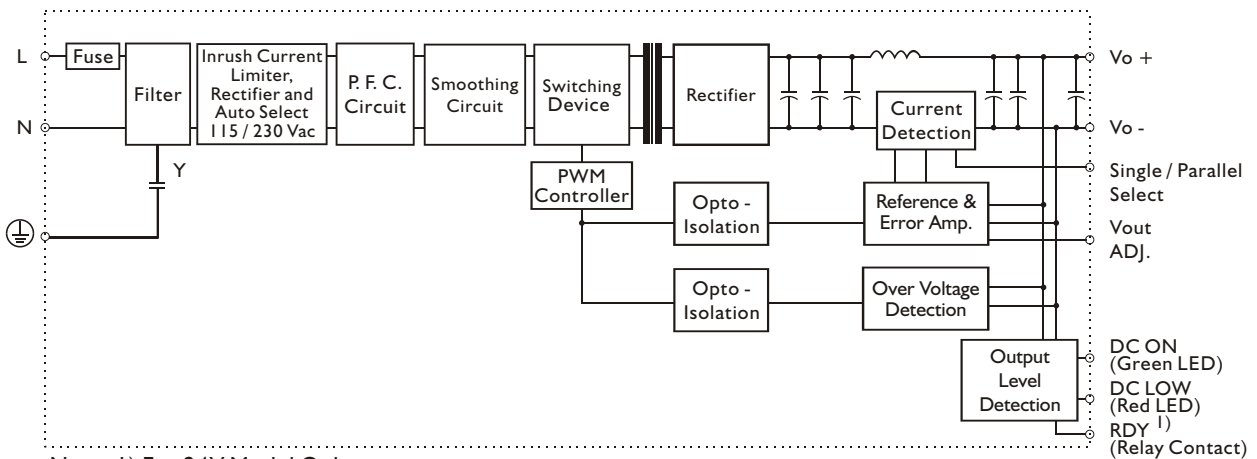 L
Fuse
N
Filter
Y
Inrush Current
Limiter,
Rectifier and
Auto Select
115 / 230 Vac
P. F. C.
Circuit
Smoothing
Circuit
Switching
Device
PWM
Controller
Rectifier
Opto -
Isolation
Opto -
Isolation
Current
Detection
Reference &
Error Amp.
Over Voltage
Detection
Output
Level
Detection
Vo +
Vo -
Single / Parallel
Select
Vout
ADJ.
DC ON
(Green LED)
DC LOW
(Red LED)
RDY 1)
(Relay Contact)